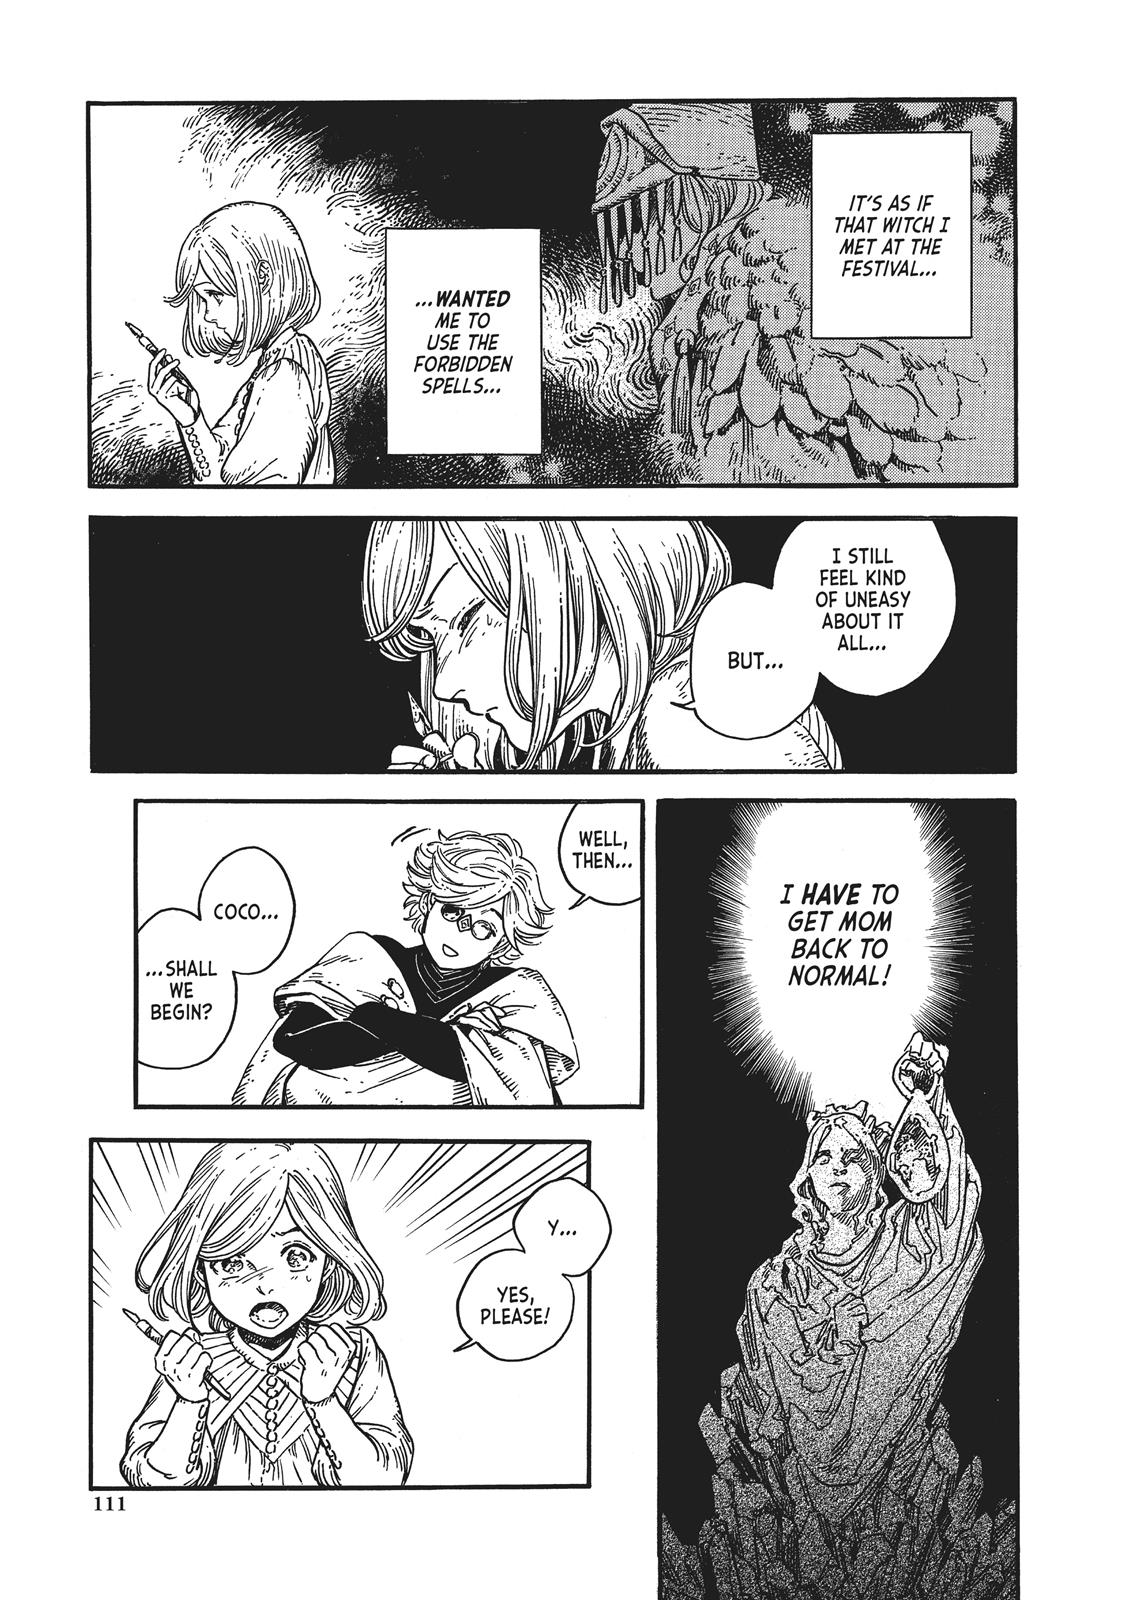 IT'S AS IF
THAT WITCH I
MET AT THE
FESTIVAL...
...WANTED
ME TO
USE THE
FORBIDDEN
SPELLS...
I STILL
FEEL KIND
OF UNEASY
ABOUT IT
ALL...
BUT...
I HAVE TO
GET MOM
BACK TO
NORMAL!
WELL,
THEN...
COCO...
...SHALL
WE
BEGIN?
Y...
YES,
PLEASE!
111